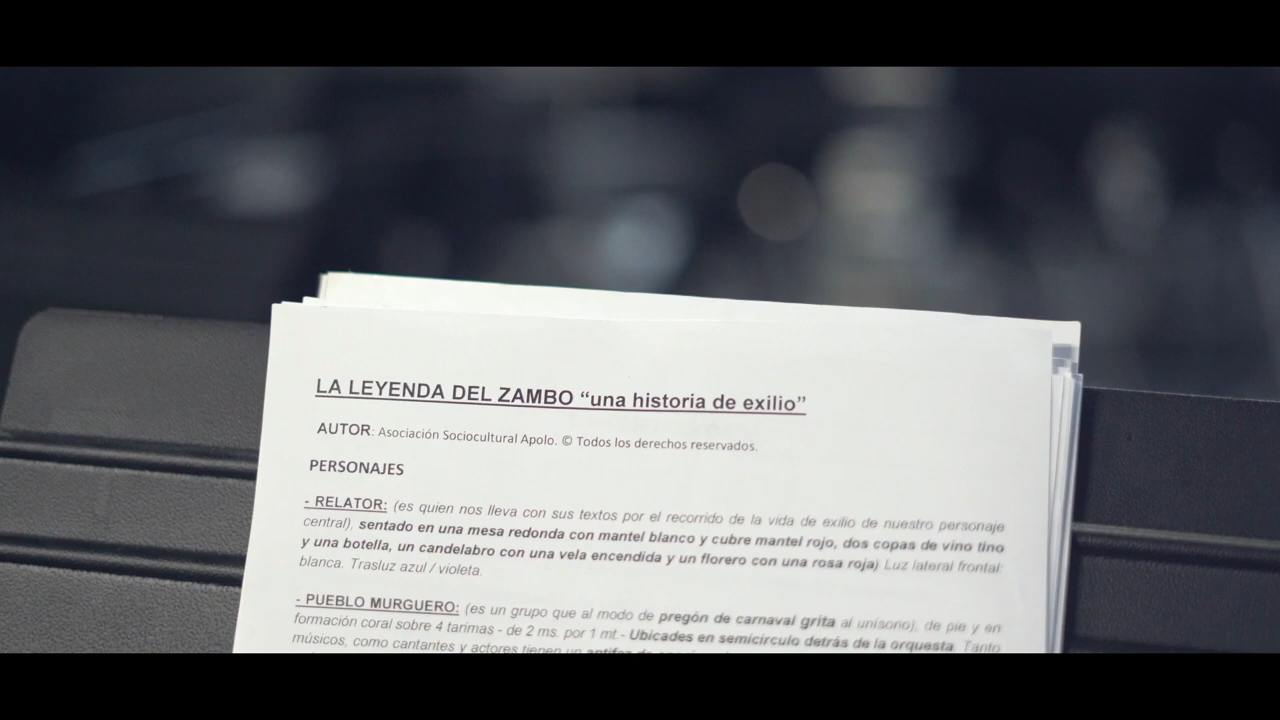 LA LEYENDA DEL ZAMBO “una historia de exilio”
AUTOR: Asociación Sociocultural Apolo. © Todos los derechos reservados.
PERSONAJES
- RELATOR: (es quien nos lleva con sus textos por el recorrido de la vida de exilio de nuestro personaje
central), sentado en una mesa redonda con mantel blanco y cubre mantel rojo, dos copas de vino tino
y una botella, un candelabro con una vela encendida y un florero con una rosa roja) Luz lateral frontal:
blanca. Trasluz azul / violeta.
- PUEBLO MURGUERO: (es un grupo que al modo de pregón de carnaval grita al unísono), de pie y en
formación coral sobre 4 tarimas - de 2 ms. por 1 mt.- Ubicades en semicirculo detrás de la orquesta. Tanto
músicos, como cantantes y actores tienen un antifaz de